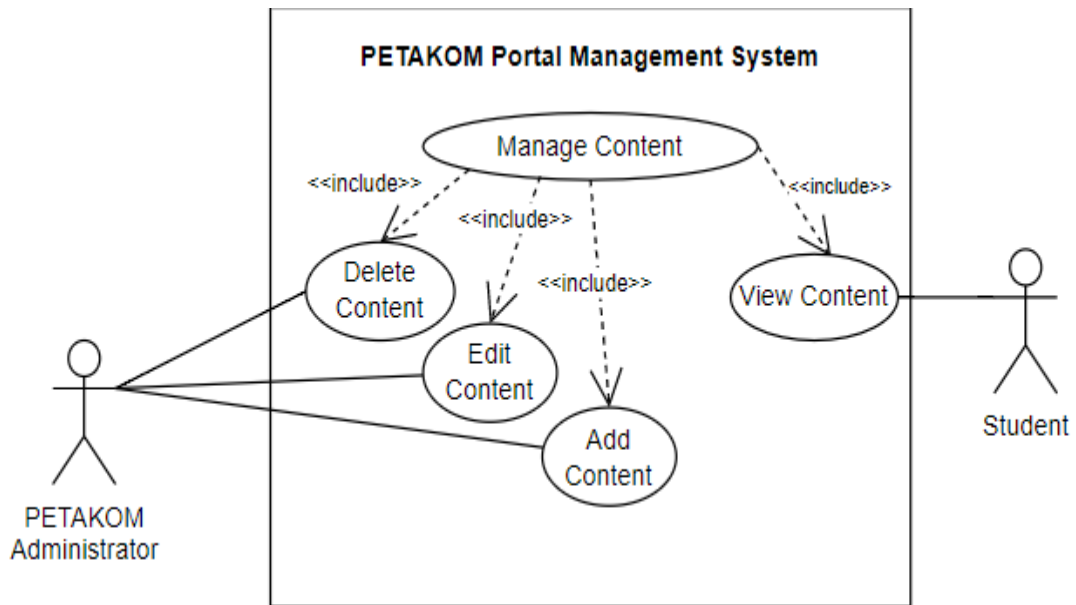 PETAKOM Portal Management System
Manage Content
<<include>>
<<include>>
<<include>>
<<include>>
Delete
Content
Edit
Content
Add
Content
View Content
PETAKOM
Administrator
Student